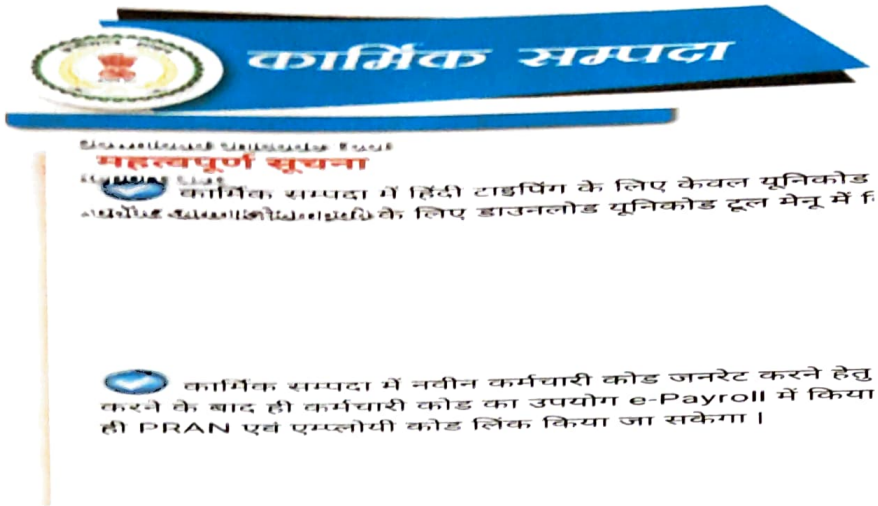 कार्मिक सम्पदा
महत्वपूर्ण सूचना
कार्मिक सम्पदा में हिंदी टाइपिंग के लिए केवल यूनिकोड
के लिए डाउनलोड यूनिकोड टूल मेनू में
कार्मिक सम्पदा में नवीन कर्मचारी कोड जनरेट करने हेतु
करने के बाद ही कर्मचारी कोड का उपयोग e-Payroll में किया
ही PRAN एवं एम्प्लोयी कोड लिंक किया जा सकेगा |